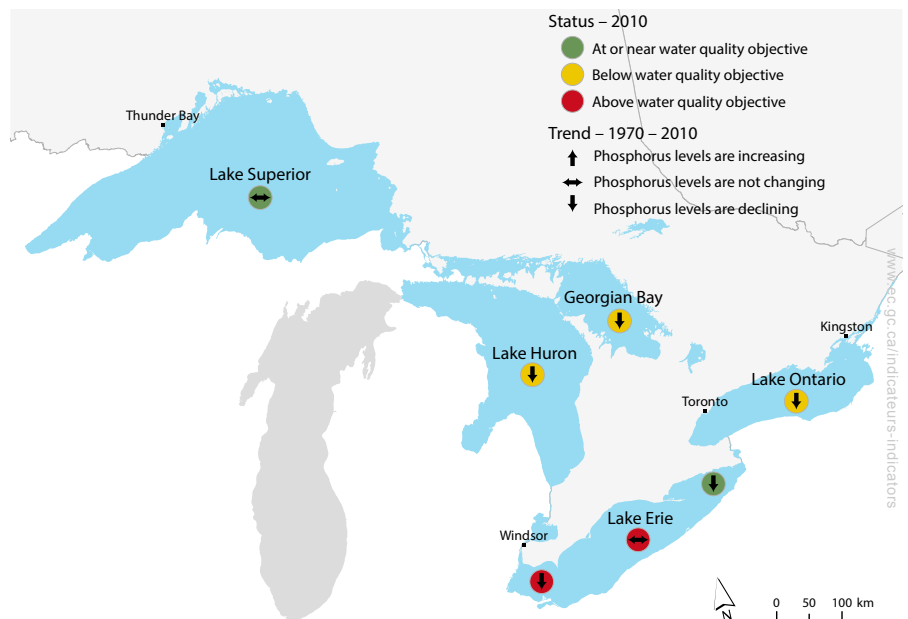 Status – 2010
At or near water quality objective
Below water quality objective
Above water quality objective
Trend – 1970 – 2010
Phosphorus levels are increasing
Phosphorus levels are not changing
Phosphorus levels are declining
Thunder Bay
Lake Superior
Georgian Bay
Kingston
Lake Huron
Lake Ontario
Toronto
Lake Erie
Windsor
N
0 50 100 km
www.ec.gc.ca/indicateurs-indicators